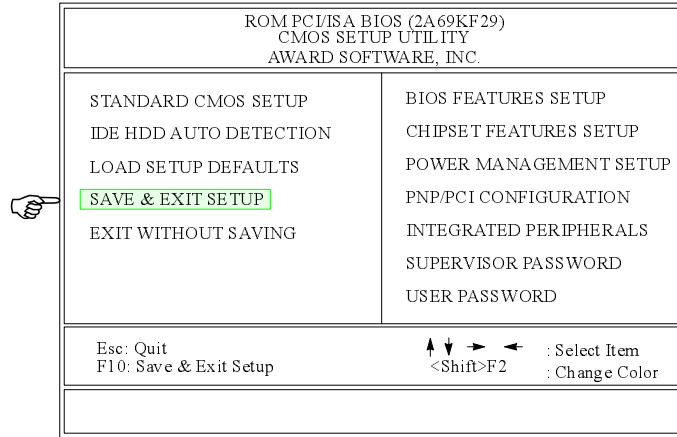 ROM PCI/ISA BIOS (2A69KF29)
CMOS SETUP UTILITY
AWARD SOFTWARE, INC.
STANDARD CMOS SETUP
IDE HDD AUTO DETECTION
LOAD SETUP DEFAULTS
SAVE & EXIT SETUP
EXIT WITHOUT SAVING
BIOS FEATURES SETUP
CHIPSET FEATURES SETUP
POWER MANAGEMENT SETUP
PNP/PCI CONFIGURATION
INTEGRATED PERIPHERALS
SUPERVISOR PASSWORD
USER PASSWORD
Esc: Quit
F10: Save & Exit Setup
: Select Item
<Shift>F2 : Change Color